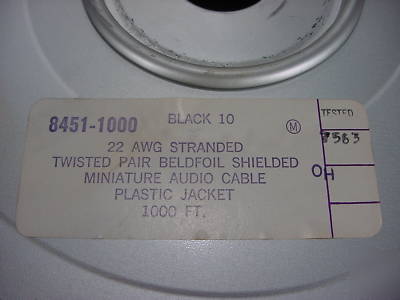 8451-1000 BLACK 10 Ⓜ
22 AWG STRANDED
TWISTED PAIR BELDFOIL SHIELDED
MINIATURE AUDIO CABLE
PLASTIC JACKET
1000 FT.
TESTED
OH